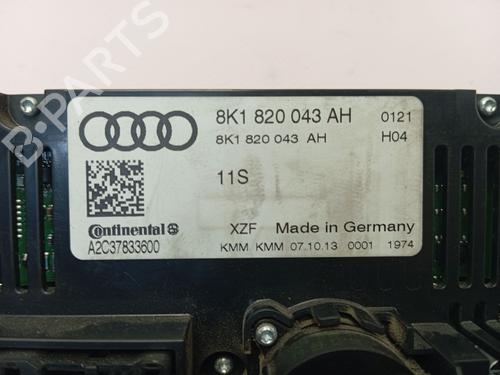 8K1 820 043 AH 0121
8K1 820 043 AH H04
11S
Continental XZF Made in Germany
A2C37833600 KMM KMM 07.10.13 0001 1974
B-PARTS